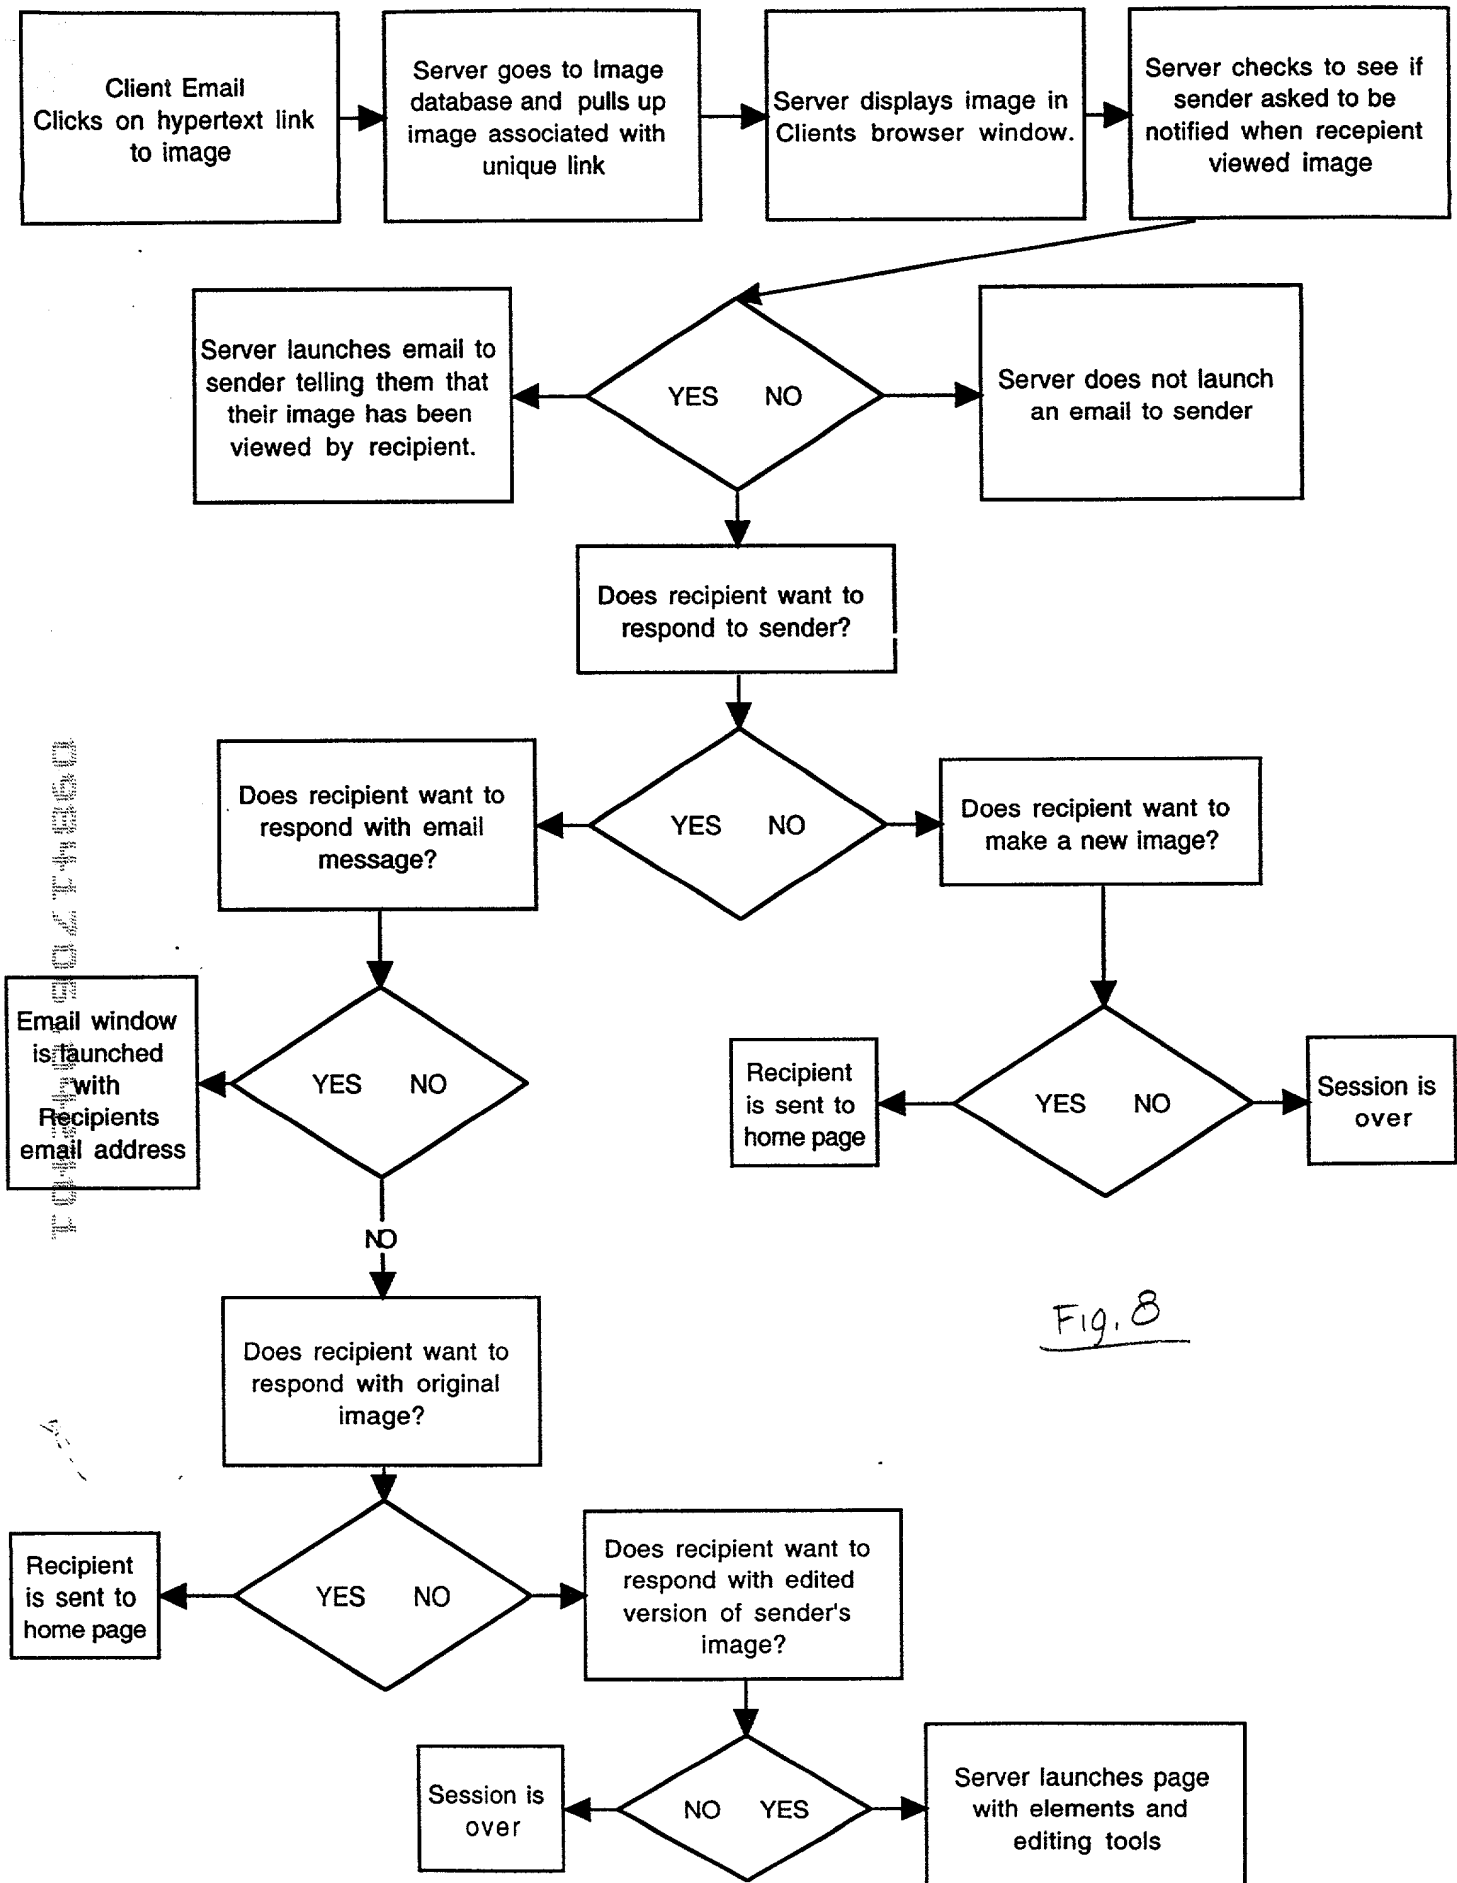 Client Email
Clicks on hypertext link
to image
Server goes to Image
database and pulls up
image associated with
unique link
Server displays image in
Clients browser window.
Server checks to see if
sender asked to be
notified when recepient
viewed image
Server launches email to
sender telling them that
their image has been
viewed by recipient.
YES NO
Server does not launch
an email to sender
Does recipient want to
respond to sender?
Does recipient want to
respond with email
message?
YES NO
Does recipient want to
make a new image?
Email window
is launched
with
Recipients
email address
YES NO
Recipient
is sent to
home page
YES NO
Session is
over
NO
Does recipient want to
respond with original
image?
Fig. 8
Recipient
is sent to
home page
YES NO
Does recipient want to
respond with edited
version of sender's
image?
Session is
over
NO YES
Server launches page
with elements and
editing tools